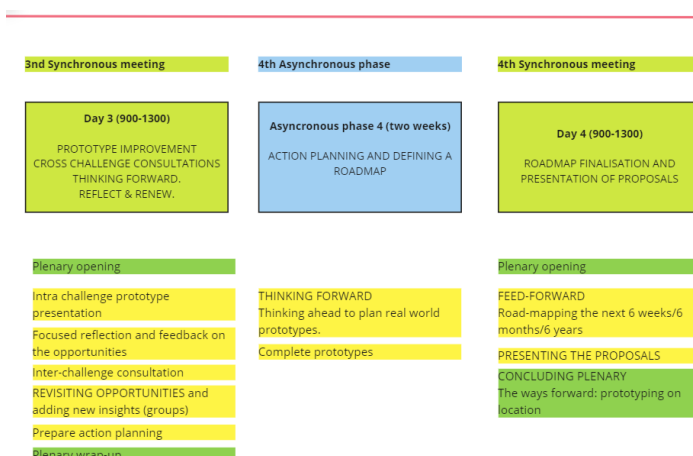 3nd Synchronous meeting
Day 3 (900-1300)
PROTOTYPE IMPROVEMENT
CROSS CHALLENGE CONSULTATIONS
THINKING FORWARD.
REFLECT & RENEW.
Plenary opening
Intra challenge prototype
presentation
Focused reflection and feedback on
the opportunities
Inter-challenge consultation
REVISITING OPPORTUNITIES and
adding new insights (groups)
Prepare action planning
Plenary wrap-up
4th Asynchronous phase
Asyncronous phase 4 (two weeks)
ACTION PLANNING AND DEFINING A
ROADMAP
THINKING FORWARD
Thinking ahead to plan real world
prototypes.
Complete prototypes
4th Synchronous meeting
Day 4 (900-1300)
ROADMAP FINALISATION AND
PRESENTATION OF PROPOSALS
Plenary opening
FEED-FORWARD
Road-mapping the next 6 weeks/6
months/6 years
PRESENTING THE PROPOSALS
CONCLUDING PLENARY
The ways forward: prototyping on
location